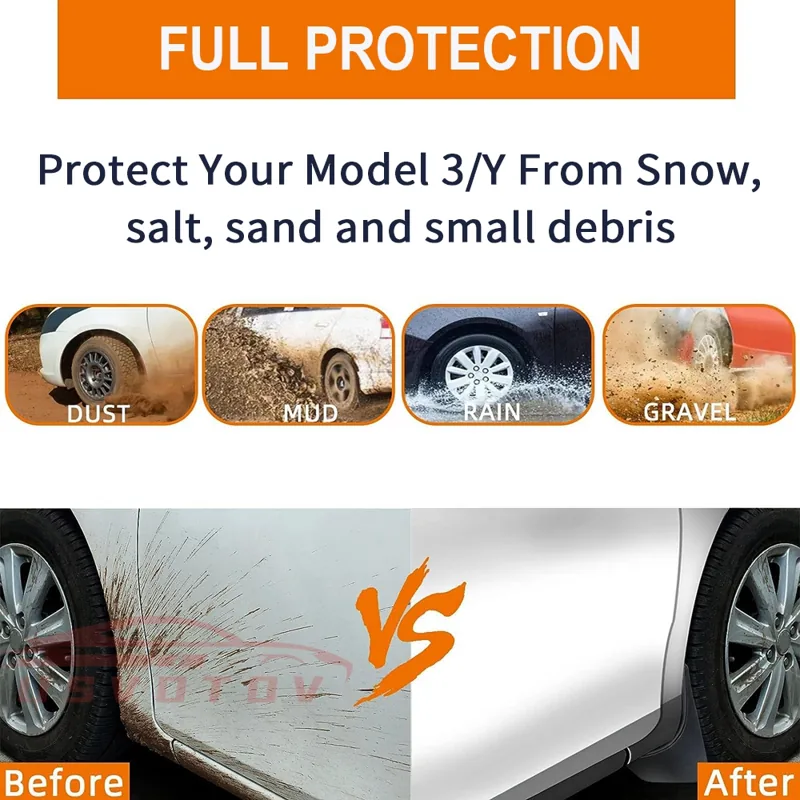 FULL PROTECTION
Protect Your Model 3/Y From Snow,
salt, sand and small debris
DUST
MUD
RAIN
GRAVEL
VS
Before
After